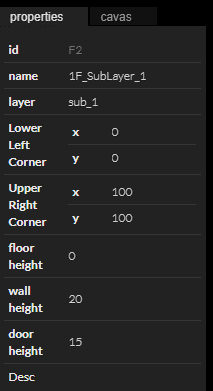 properties cavas
id F2
name 1F_SubLayer_1
layer sub_1
Lower Left Corner x 0
y 0
Upper Right Corner x 100
y 100
floor height 0
wall height 20
door height 15
Desc